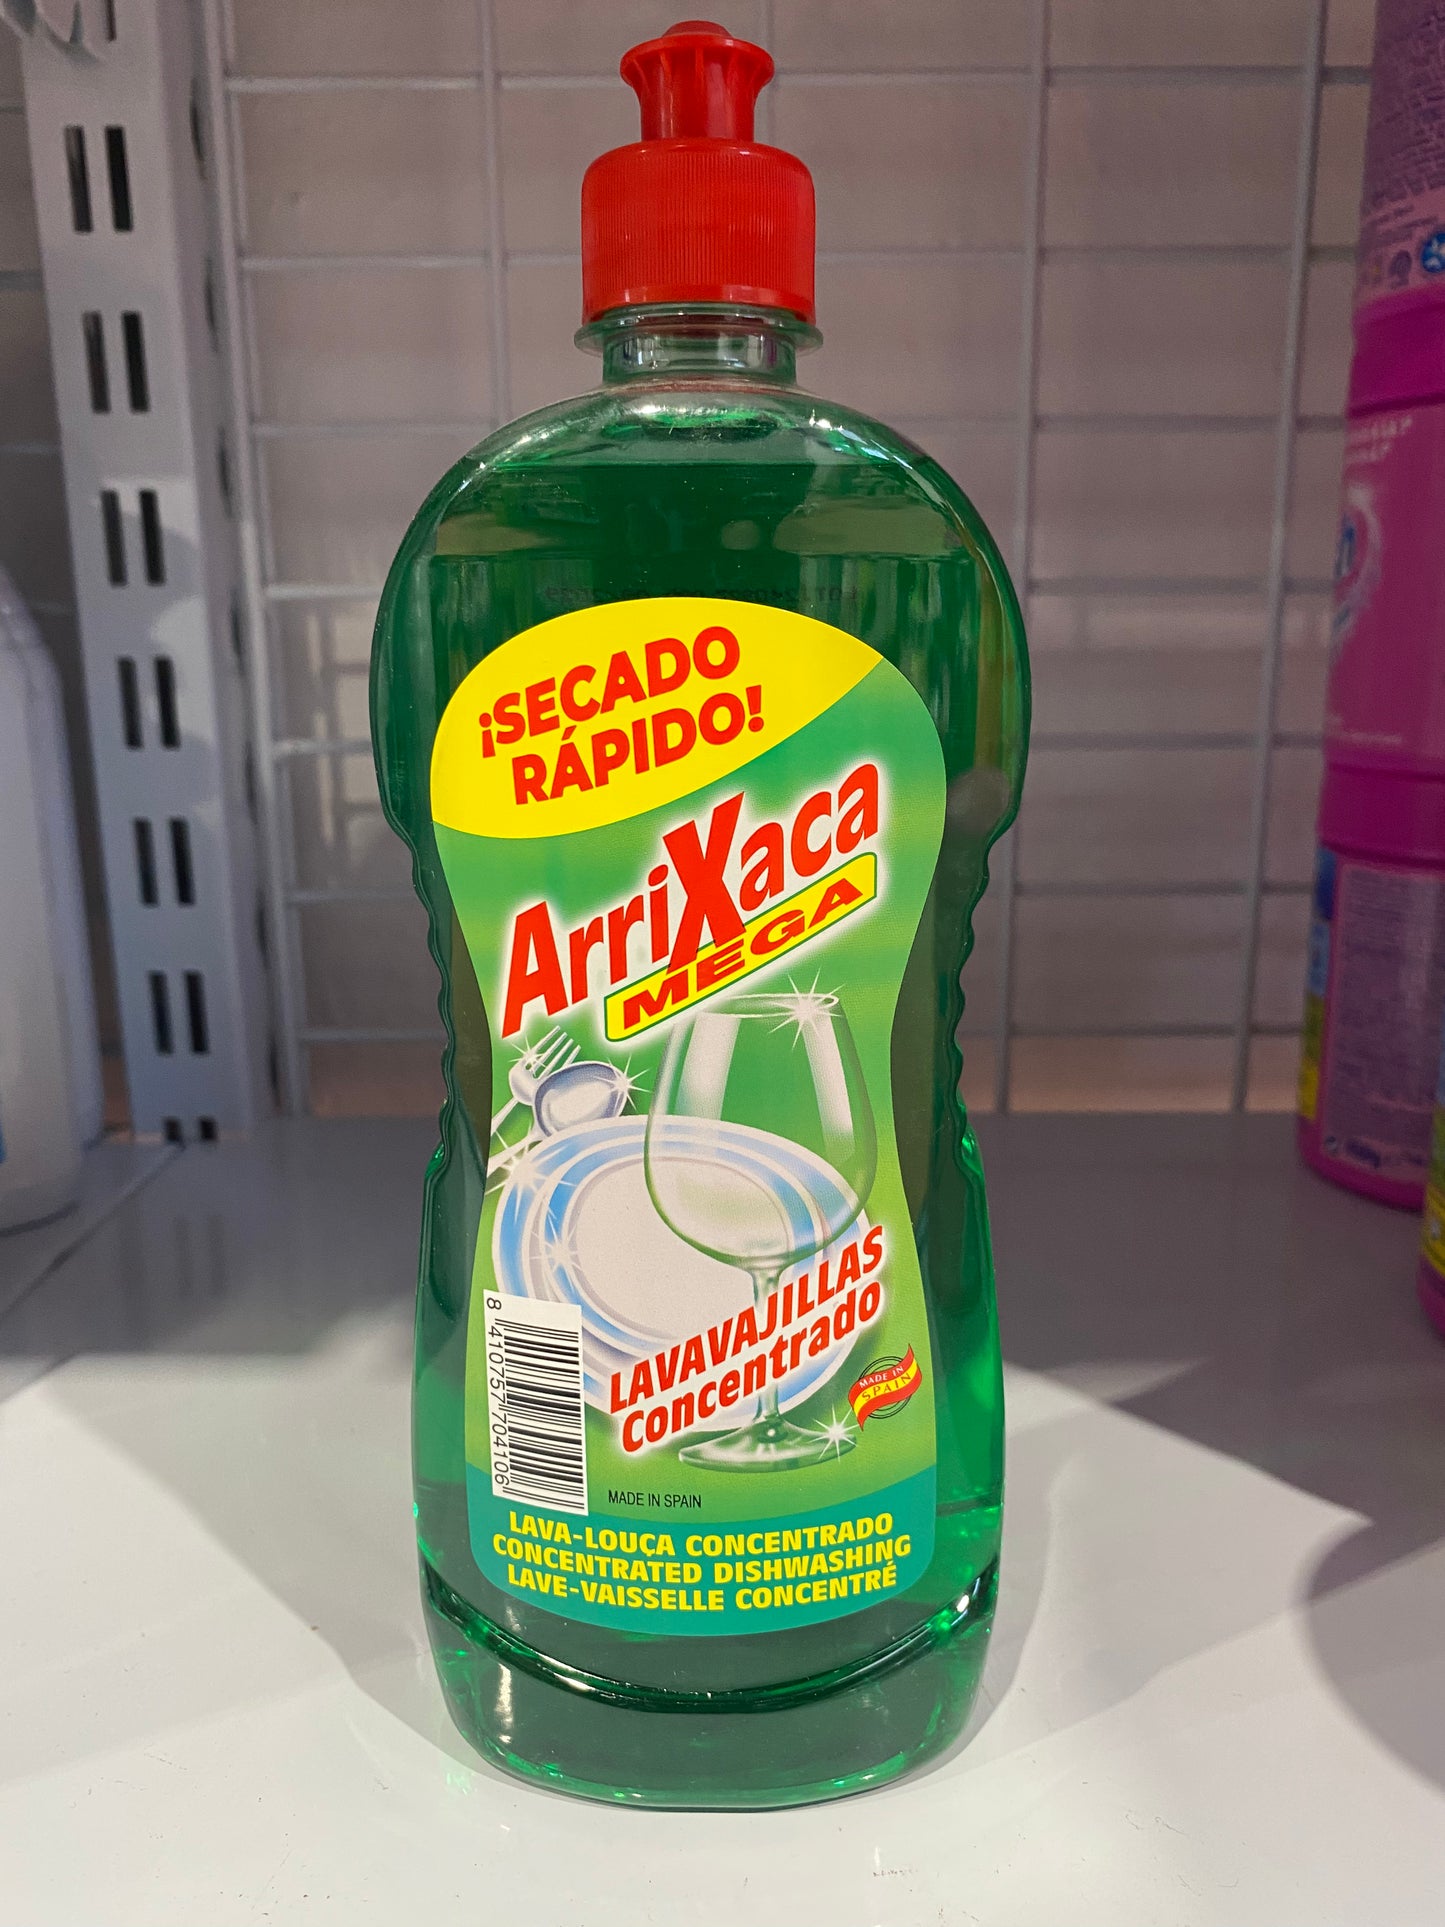 ¡SECADO
RÁPIDO!
ArriXaca
MEGA
LAVAVAJILLAS
Concentrado
MADE IN
SPAIN
8 410757 704106
MADE IN SPAIN
LAVA-LOUÇA CONCENTRADO
CONCENTRATED DISHWASHING
LAVE-VAISSELLE CONCENTRÉ